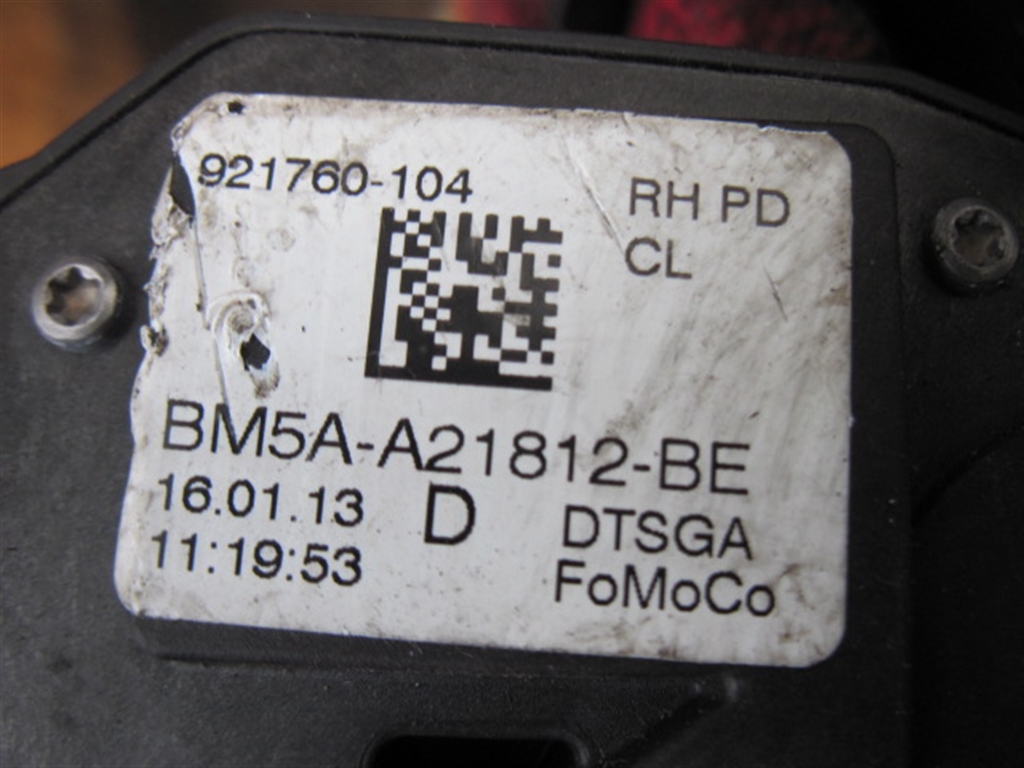 921760-104
RH PD
CL
BM5A-A21812-BE
16.01.13 D DTSGA
11:19:53 FoMoCo